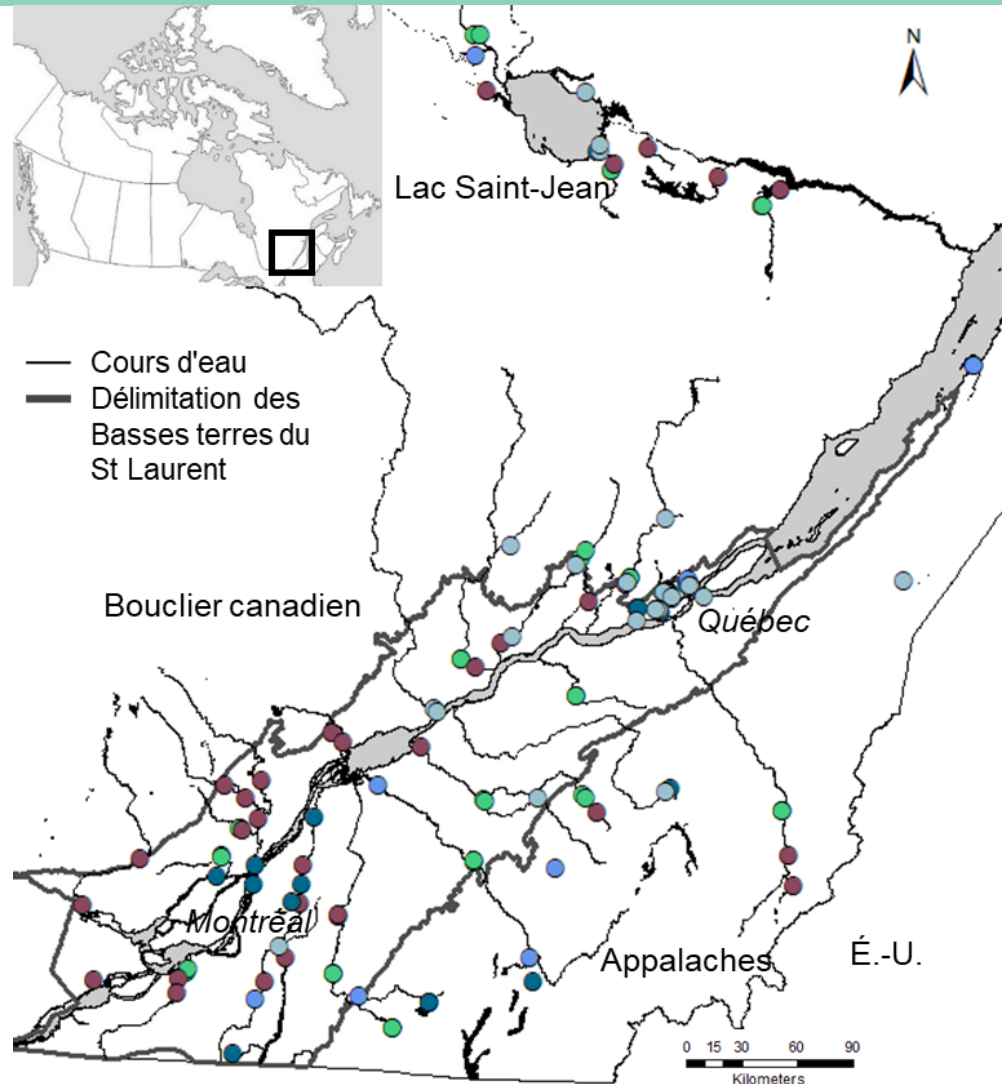 N
Lac Saint-Jean
Cours d'eau
Délimitation des
Basses terres du
St Laurent
Bouclier canadien
Québec
Montréal
Appalaches
É.-U.
0 15 30 60 90
Kilometers